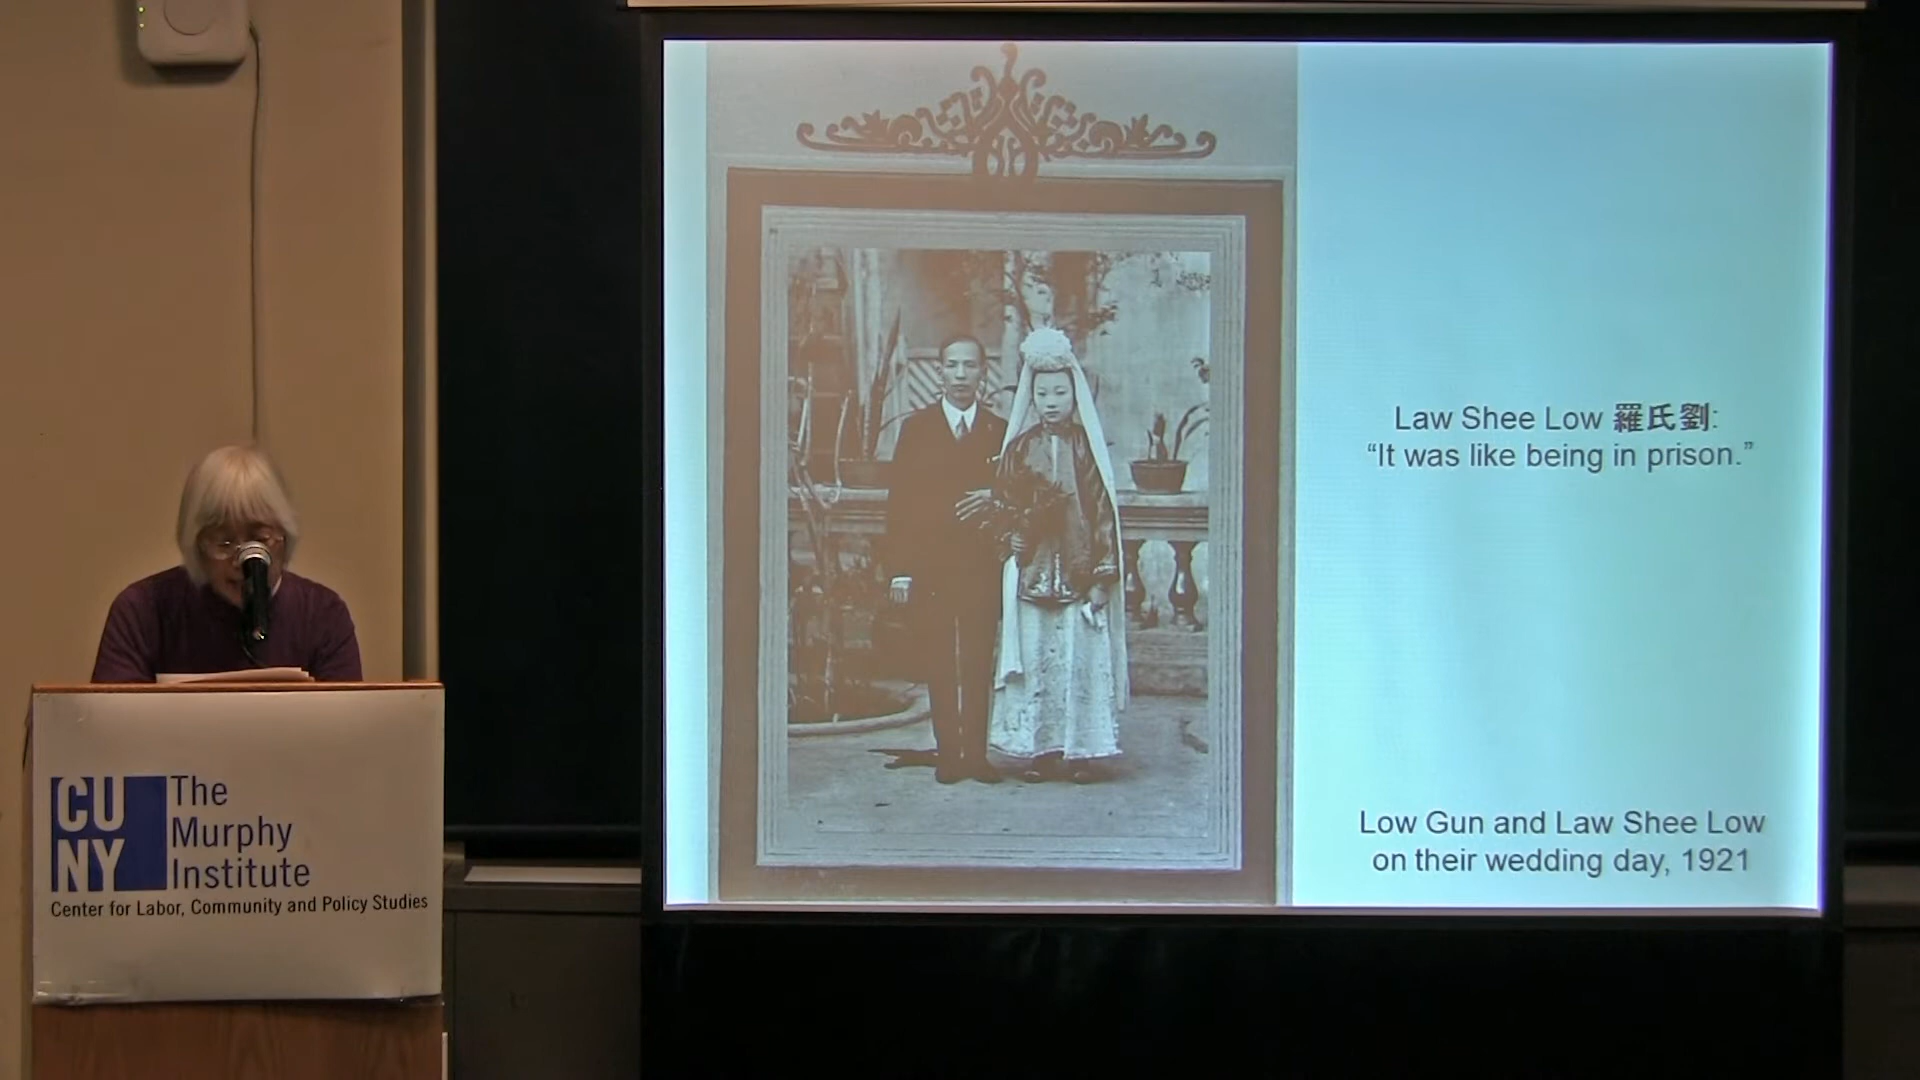 Law Shee Low 羅氏劉:
“It was like being in prison.”
Low Gun and Law Shee Low
on their wedding day, 1921
CU
NY
The
Murphy
Institute
Center for Labor, Community and Policy Studies